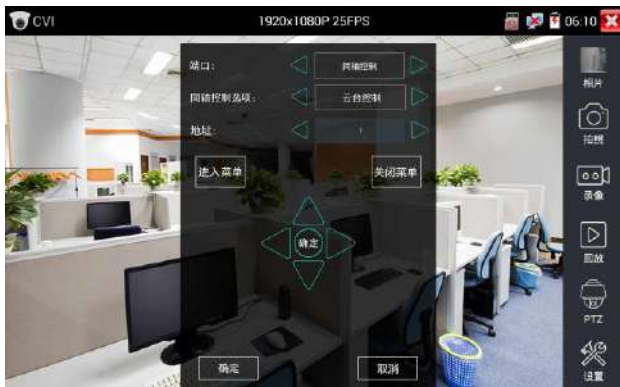 CVI
1920x1080P 25FPS
06:10
端口: 同轴控制
同轴控制选项: 云台控制
地址: 1
进入菜单 关闭菜单
确定
确定 取消
相片
拍照
录像
回放
PTZ
设置